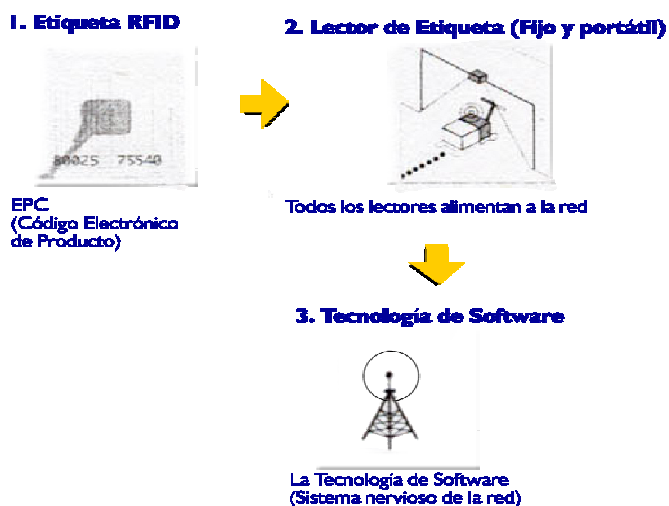 1. Etiqueta RFID
2. Lector de Etiqueta (Fijo y portátil)
80025 75540
EPC
(Código Electrónico
de Producto)
Todos los lectores alimentan a la red
3. Tecnología de Software
La Tecnología de Software
(Sistema nervioso de la red)